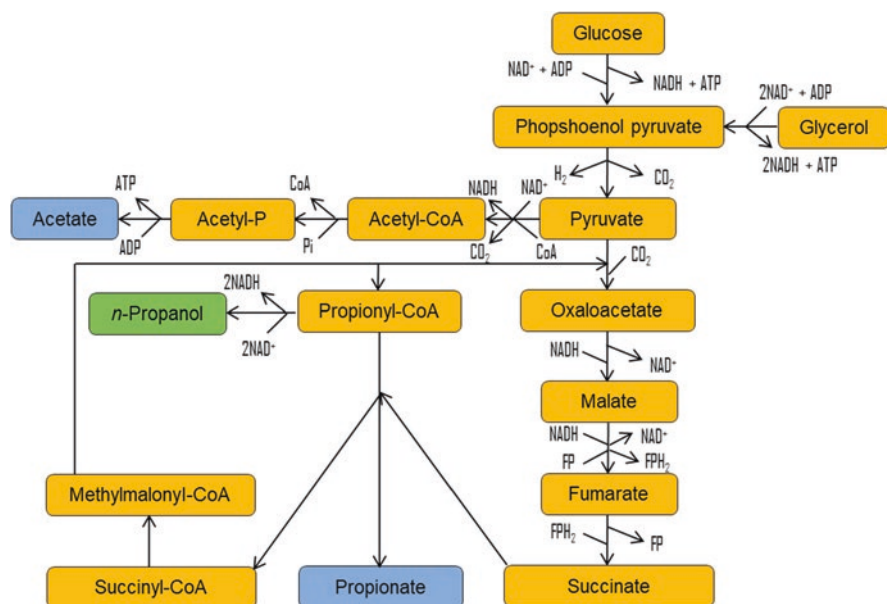 Glucose
NAD⁺ + ADP
NADH + ATP
2NAD⁺ + ADP
Phopshoenol pyruvate
Glycerol
2NADH + ATP
H₂
CO₂
ATP
CoA
NADH
NAD⁺
Acetate
Acetyl-P
Acetyl-CoA
Pyruvate
ADP
Pi
CO₂
CoA
CO₂
2NADH
n-Propanol
Propionyl-CoA
Oxaloacetate
2NAD⁺
NADH
NAD⁺
Malate
NADH
NAD⁺
FP
FPH₂
Methylmalonyl-CoA
Fumarate
FPH₂
FP
Succinyl-CoA
Propionate
Succinate